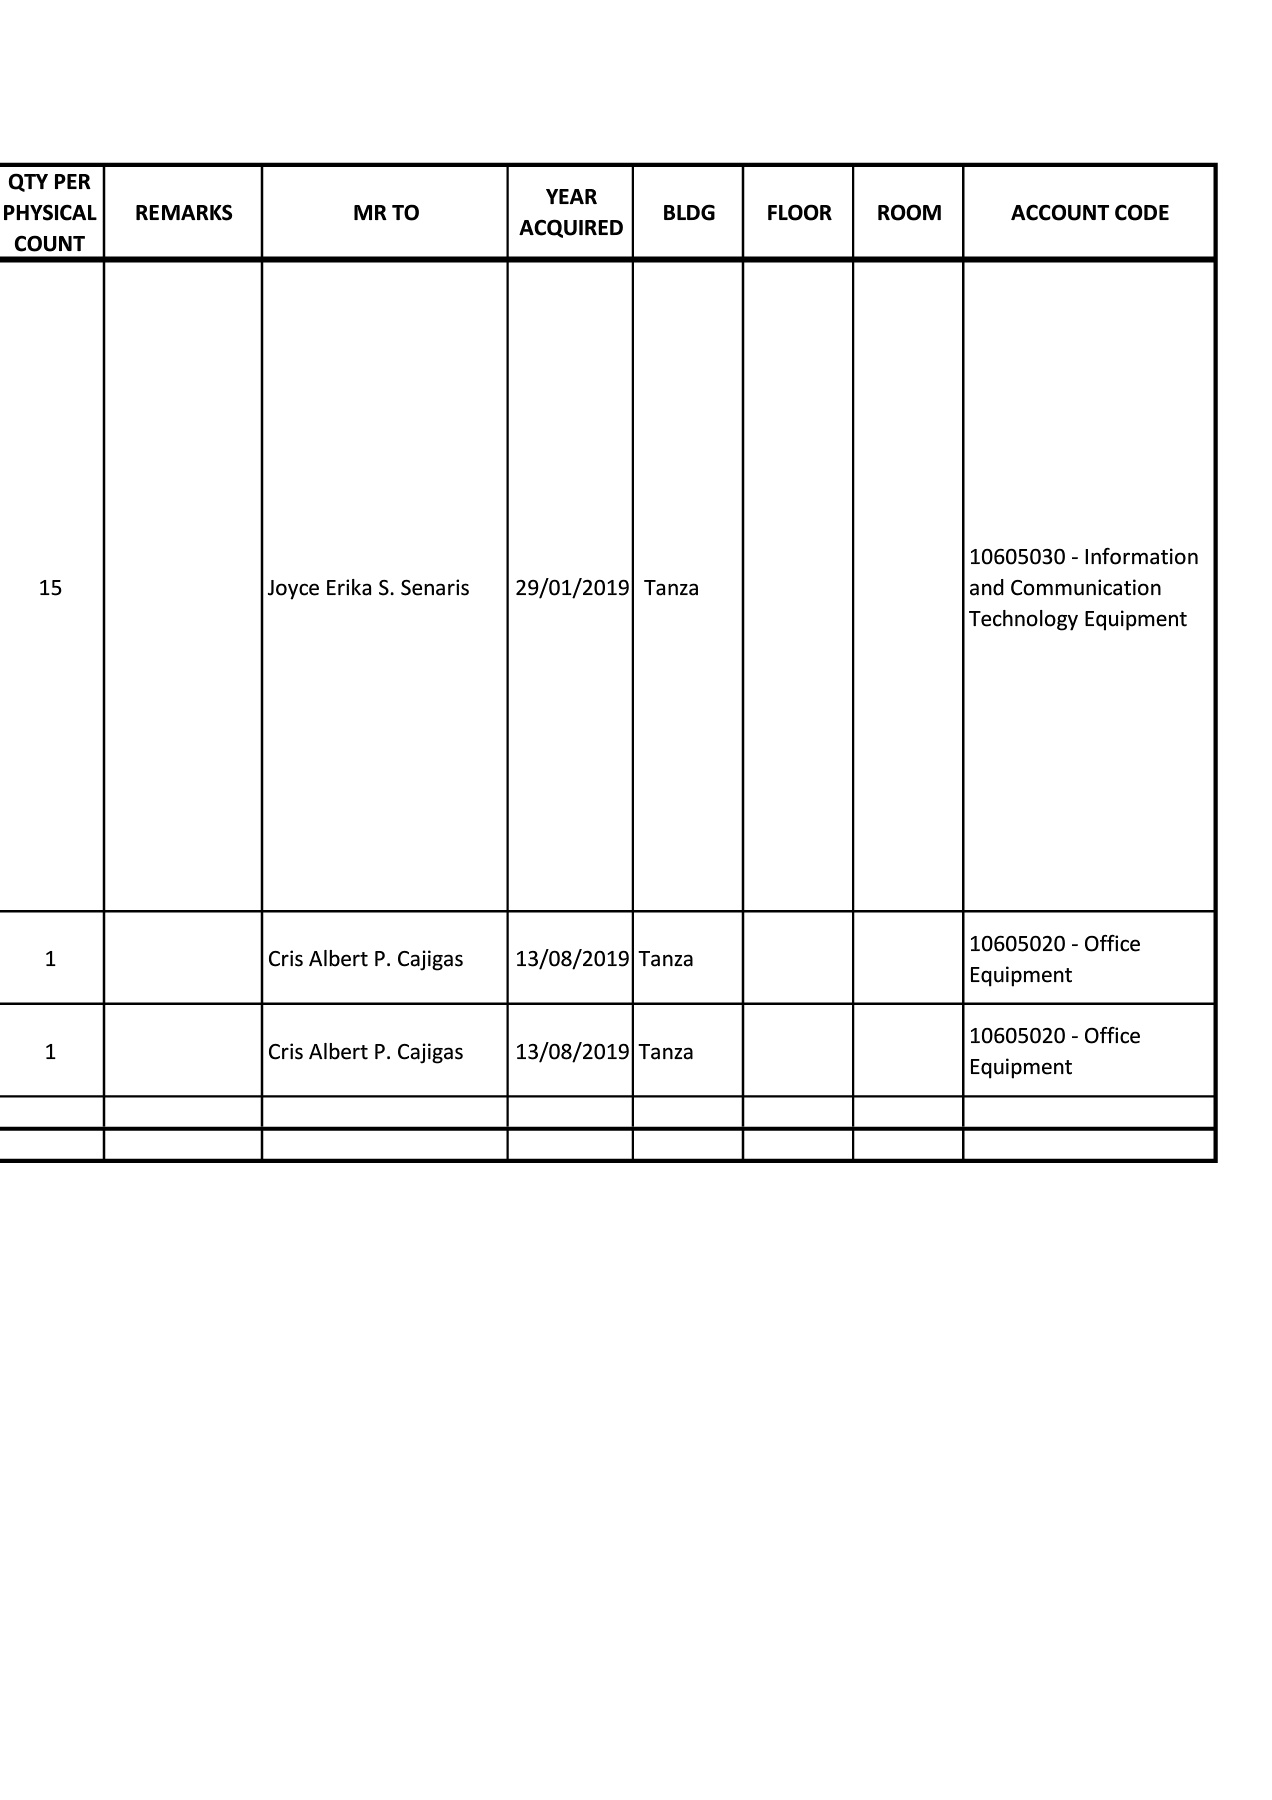 QTY PER PHYSICAL COUNT REMARKS MR TO YEAR ACQUIRED BLDG FLOOR ROOM ACCOUNT CODE
15 Joyce Erika S. Senaris 29/01/2019 Tanza 10605030 - Information and Communication Technology Equipment
1 Cris Albert P. Cajigas 13/08/2019 Tanza 10605020 - Office Equipment
1 Cris Albert P. Cajigas 13/08/2019 Tanza 10605020 - Office Equipment